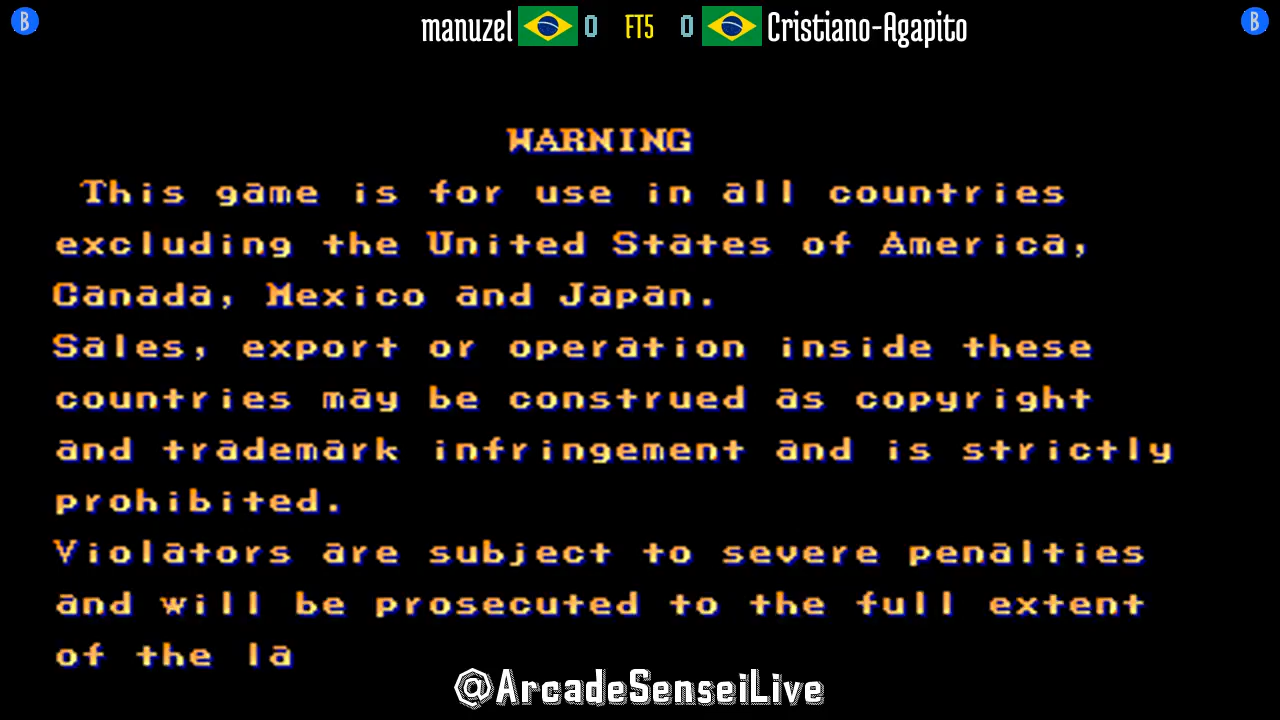 B manuzel 0 FT5 0 Cristiano-Agapito B
WARNING
This game is for use in all countries
excluding the United States of America,
Canada, Mexico and Japan.
Sales, export or operation inside these
countries may be construed as copyright
and trademark infringement and is strictly
prohibited.
Violators are subject to severe penalties
and will be prosecuted to the full extent
of the la
@ArcadeSenseiLive